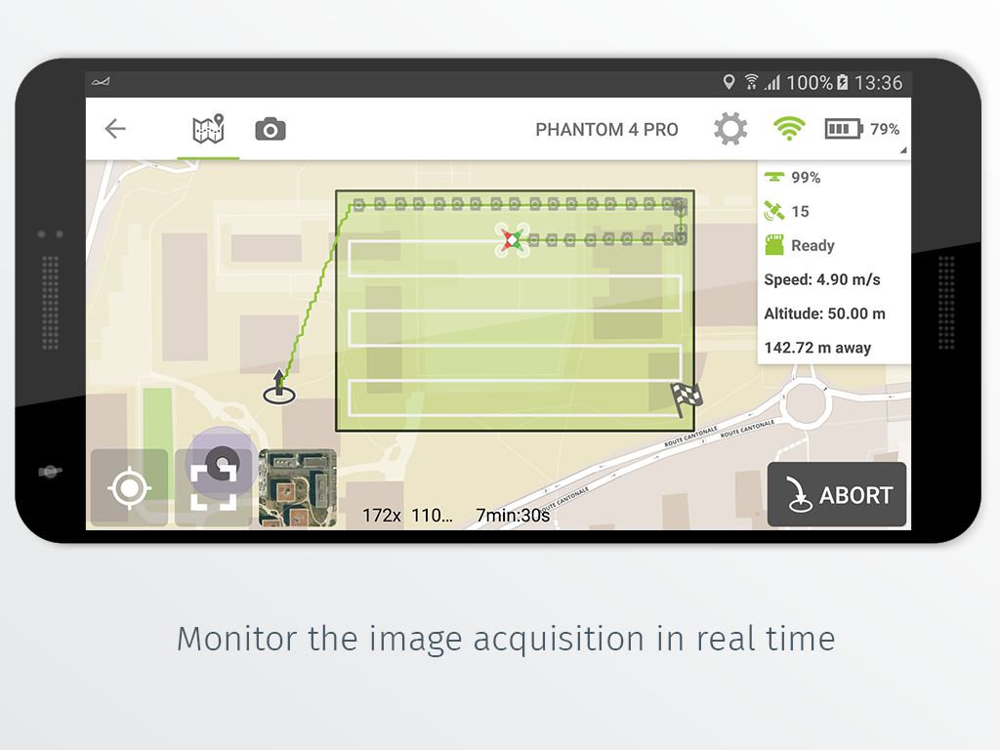 100% 13:36
PHANTOM 4 PRO 79%
99%
15
Ready
Speed: 4.90 m/s
Altitude: 50.00 m
142.72 m away
ROUTE CANTONALE
ROUTE CANTONALE
ROUTE CANTONALE
172x 110... 7min:30s
ABORT
Monitor the image acquisition in real time